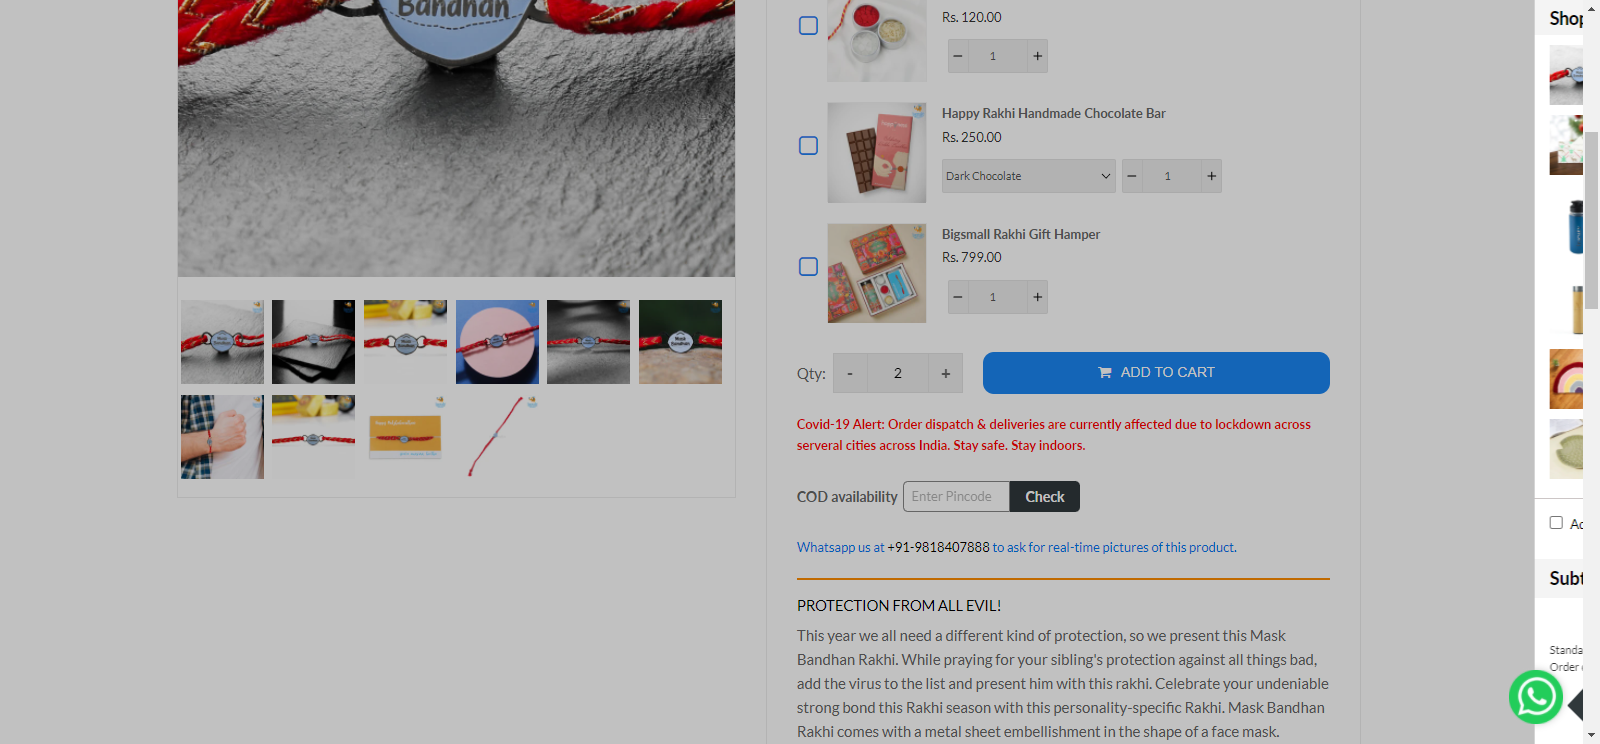 Bandhan
Rs. 120.00
− 1 +
Happy Rakhi Handmade Chocolate Bar
Rs. 250.00
Dark Chocolate − 1 +
Bigsmall Rakhi Gift Hamper
Rs. 799.00
− 1 +
Qty: - 2 + ADD TO CART
Covid-19 Alert: Order dispatch & deliveries are currently affected due to lockdown across
serveral cities across India. Stay safe. Stay indoors.
COD availability Enter Pincode Check
Whatsapp us at +91-9818407888 to ask for real-time pictures of this product.
PROTECTION FROM ALL EVIL!
This year we all need a different kind of protection, so we present this Mask
Bandhan Rakhi. While praying for your sibling's protection against all things bad,
add the virus to the list and present him with this rakhi. Celebrate your undeniable
strong bond this Rakhi season with this personality-specific Rakhi. Mask Bandhan
Rakhi comes with a metal sheet embellishment in the shape of a face mask.
Mask
Bandhan
Shop
Subt
Standa
Order